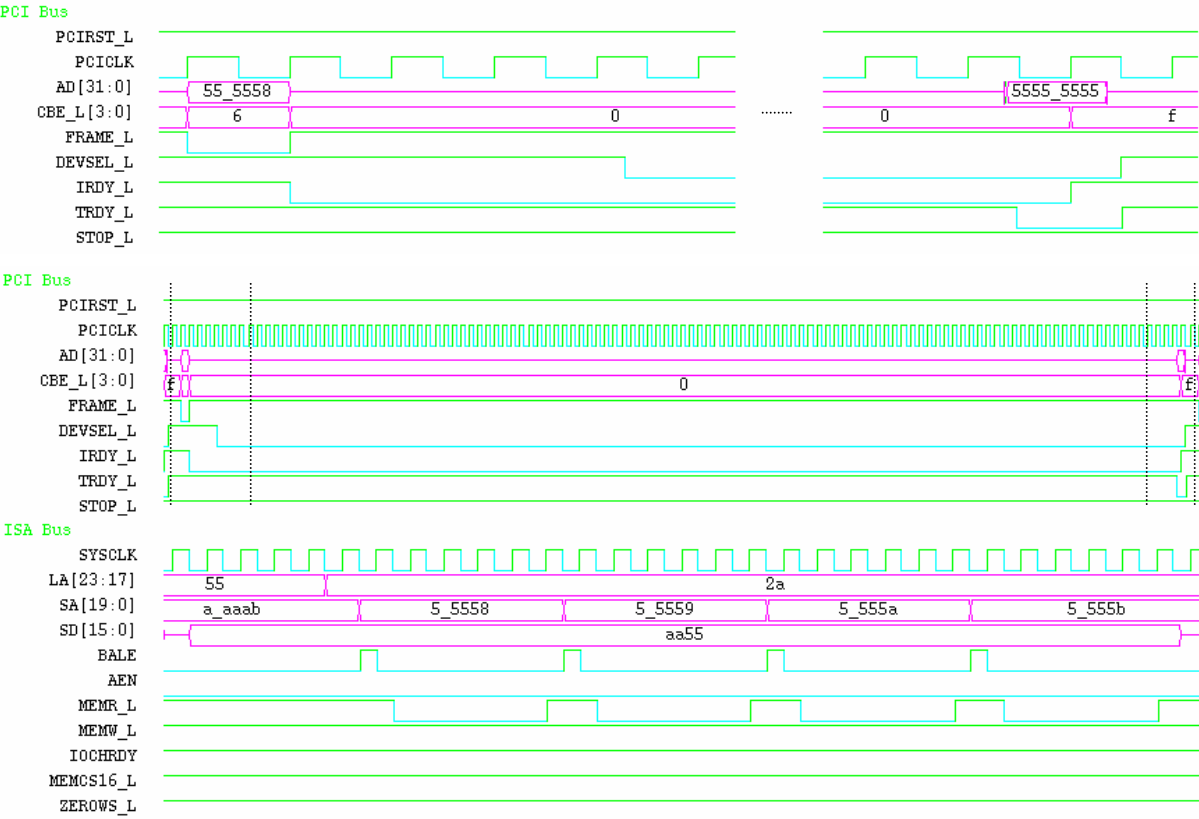 PCI Bus
PCIRST_L
PCICLK
AD[31:0] 55_5558 5555_5555
CBE_L[3:0] 6 0 ........ 0 f
FRAME_L
DEVSEL_L
IRDY_L
TRDY_L
STOP_L
PCI Bus
PCIRST_L
PCICLK
AD[31:0]
CBE_L[3:0] f 0 f
FRAME_L
DEVSEL_L
IRDY_L
TRDY_L
STOP_L
ISA Bus
SYSCLK
LA[23:17] 55 2a
SA[19:0] a_aaab 5_5558 5_5559 5_555a 5_555b
SD[15:0] aa55
BALE
AEN
MEMR_L
MEMW_L
IOCHRDY
MEMCS16_L
ZEROWS_L